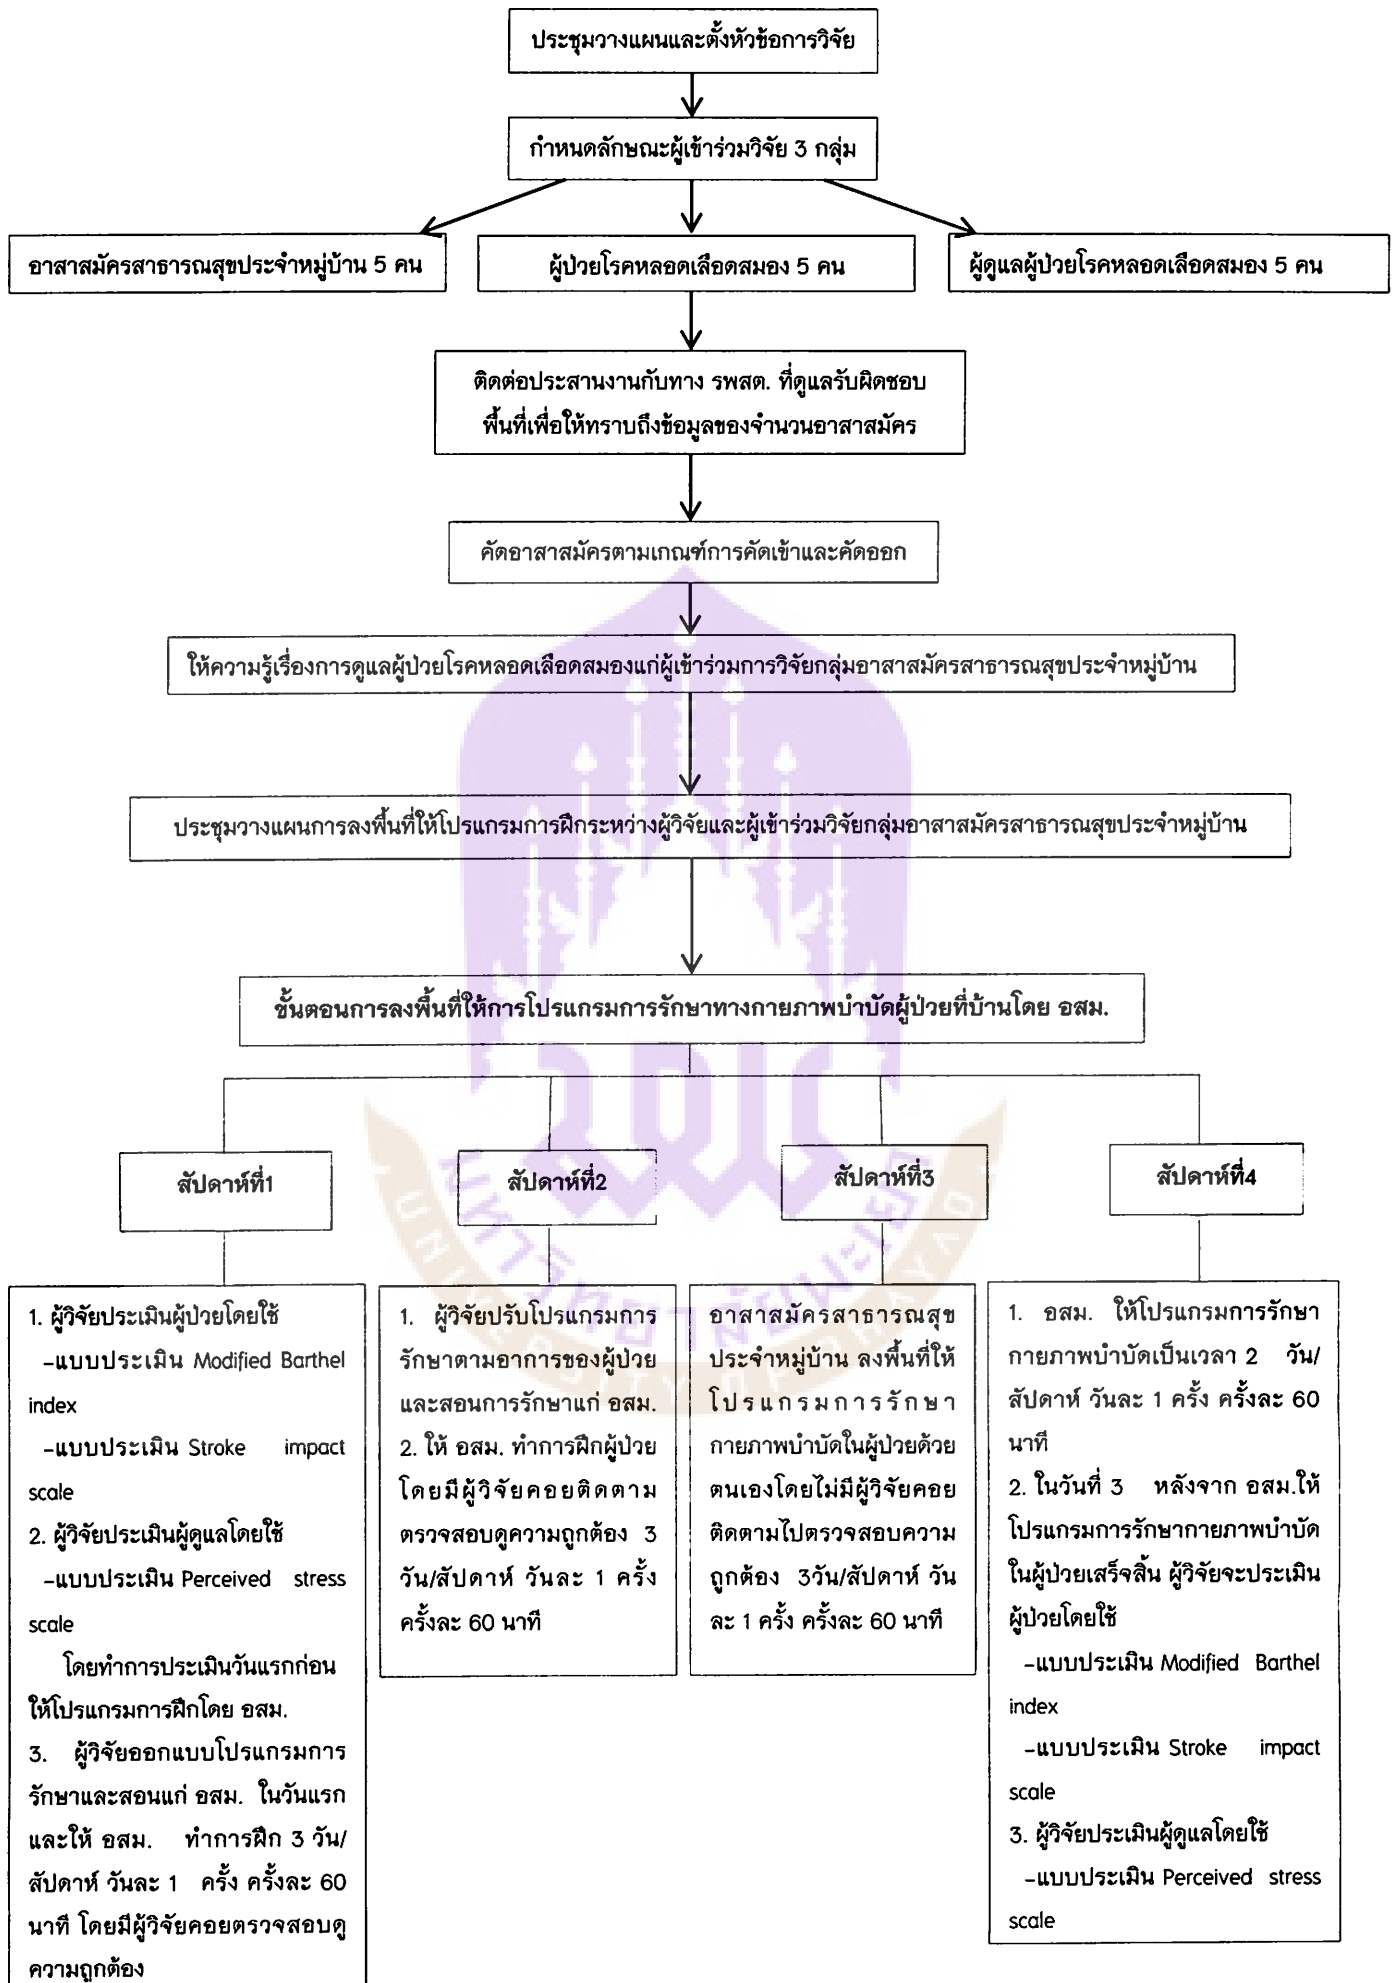 ประชุมวางแผนและตั้งหัวข้อการวิจัย
กำหนดลักษณะผู้เข้าร่วมวิจัย 3 กลุ่ม
อาสาสมัครสาธารณสุขประจำหมู่บ้าน 5 คน
ผู้ป่วยโรคหลอดเลือดสมอง 5 คน
ผู้ดูแลผู้ป่วยโรคหลอดเลือดสมอง 5 คน
ติดต่อประสานงานกับทาง รพสต. ที่ดูแลรับผิดชอบ
พื้นที่เพื่อให้ทราบถึงข้อมูลของจำนวนอาสาสมัคร
คัดอาสาสมัครตามเกณฑ์การคัดเข้าและคัดออก
ให้ความรู้เรื่องการดูแลผู้ป่วยโรคหลอดเลือดสมองแก่ผู้เข้าร่วมการวิจัยกลุ่มอาสาสมัครสาธารณสุขประจำหมู่บ้าน
ประชุมวางแผนการลงพื้นที่ให้โปรแกรมการฝึกระหว่างผู้วิจัยและผู้เข้าร่วมวิจัยกลุ่มอาสาสมัครสาธารณสุขประจำหมู่บ้าน
ขั้นตอนการลงพื้นที่ให้การโปรแกรมการรักษาทางกายภาพบำบัดผู้ป่วยที่บ้านโดย อสม.
สัปดาห์ที่1
สัปดาห์ที่2
สัปดาห์ที่3
สัปดาห์ที่4
1. ผู้วิจัยประเมินผู้ป่วยโดยใช้
-แบบประเมิน Modified Barthel
index
-แบบประเมิน Stroke impact
scale
2. ผู้วิจัยประเมินผู้ดูแลโดยใช้
-แบบประเมิน Perceived stress
scale
โดยทำการประเมินวันแรกก่อน
ให้โปรแกรมการฝึกโดย อสม.
3. ผู้วิจัยออกแบบโปรแกรมการ
รักษาและสอนแก่ อสม. ในวันแรก
และให้ อสม. ทำการฝึก 3 วัน/
สัปดาห์ วันละ 1 ครั้ง ครั้งละ 60
นาที โดยมีผู้วิจัยคอยตรวจสอบดู
ความถูกต้อง
1. ผู้วิจัยปรับโปรแกรมการ
รักษาตามอาการของผู้ป่วย
และสอนการรักษาแก่ อสม.
2. ให้ อสม. ทำการฝึกผู้ป่วย
โดยมีผู้วิจัยคอยติดตาม
ตรวจสอบดูความถูกต้อง 3
วัน/สัปดาห์ วันละ 1 ครั้ง
ครั้งละ 60 นาที
อาสาสมัครสาธารณสุข
ประจำหมู่บ้าน ลงพื้นที่ให้
โปรแกรมการรักษา
กายภาพบำบัดในผู้ป่วยด้วย
ตนเองโดยไม่มีผู้วิจัยคอย
ติดตามไปตรวจสอบความ
ถูกต้อง 3วัน/สัปดาห์ วัน
ละ 1 ครั้ง ครั้งละ 60 นาที
1. อสม. ให้โปรแกรมการรักษา
กายภาพบำบัดเป็นเวลา 2 วัน/
สัปดาห์ วันละ 1 ครั้ง ครั้งละ 60
นาที
2. ในวันที่ 3 หลังจาก อสม.ให้
โปรแกรมการรักษากายภาพบำบัด
ในผู้ป่วยเสร็จสิ้น ผู้วิจัยจะประเมิน
ผู้ป่วยโดยใช้
-แบบประเมิน Modified Barthel
index
-แบบประเมิน Stroke impact
scale
3. ผู้วิจัยประเมินผู้ดูแลโดยใช้
-แบบประเมิน Perceived stress
scale
มหาวิทยาลัยพะเยา
UNIVERSITY OF PHAYAO